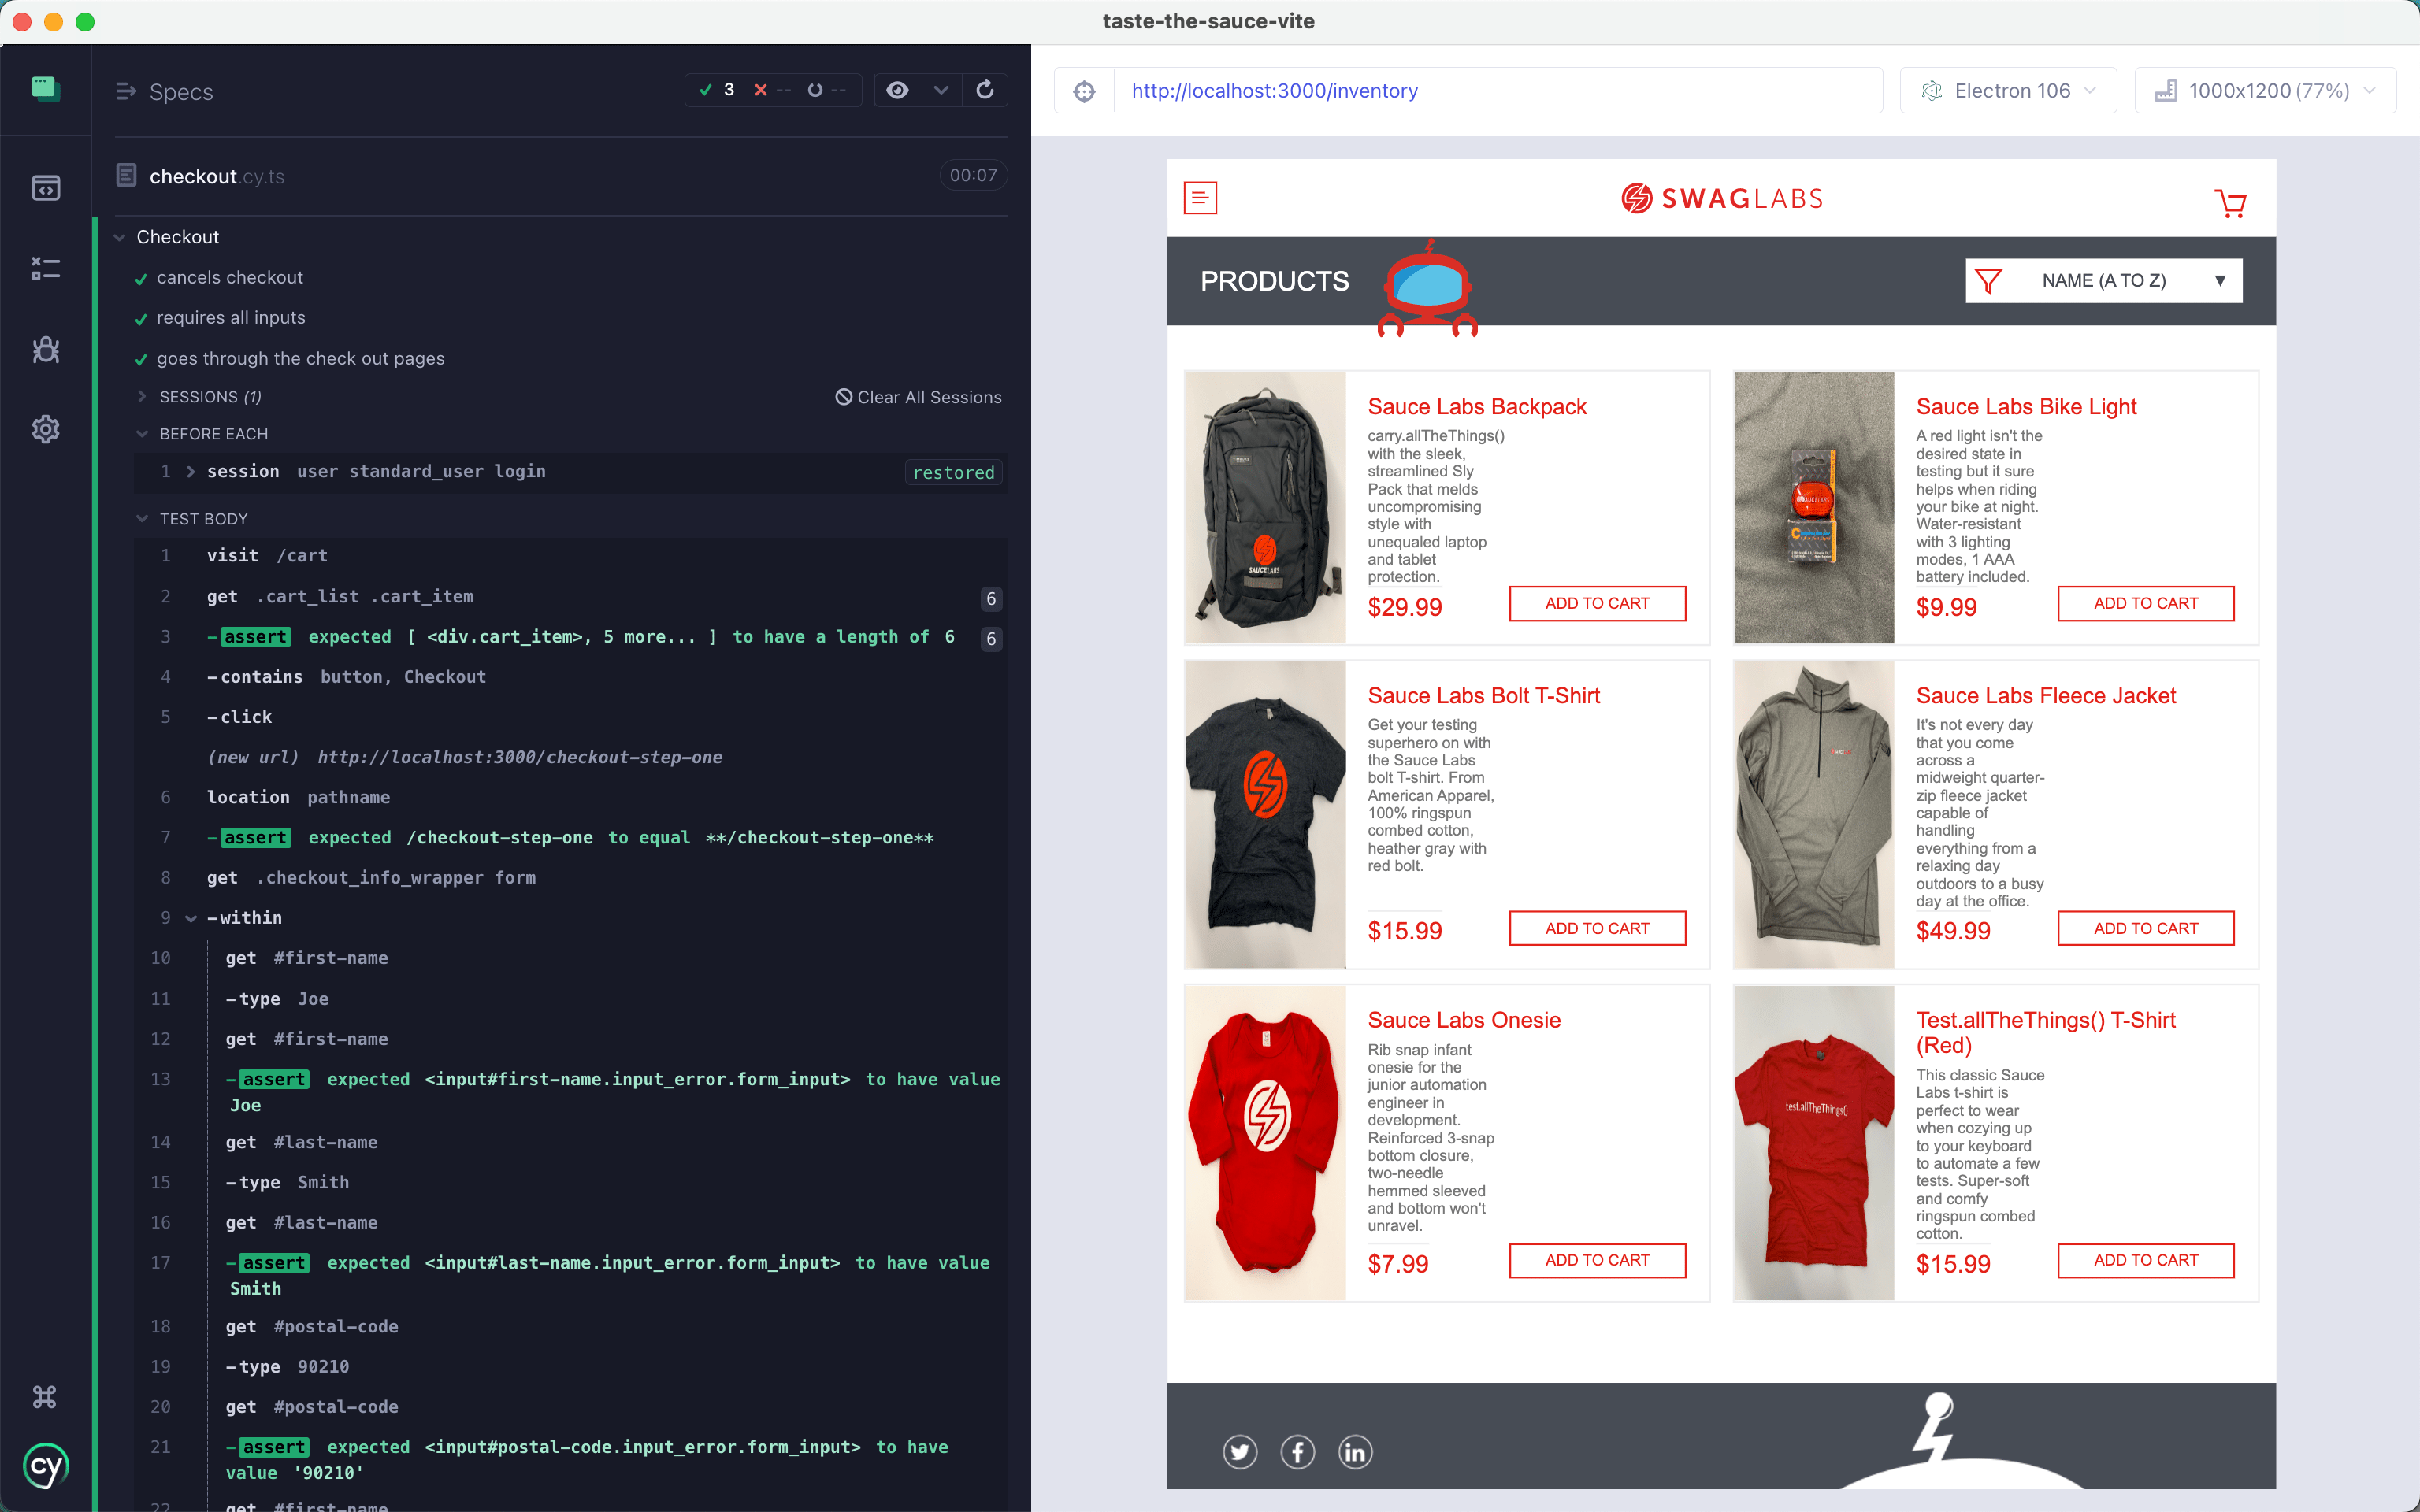 taste-the-sauce-vite
Specs
3 -- --
checkout.cy.ts
00:07
Checkout
cancels checkout
requires all inputs
goes through the check out pages
SESSIONS (1)
Clear All Sessions
BEFORE EACH
1 session user standard_user login restored
TEST BODY
1 visit /cart
2 get .cart_list .cart_item 6
3 -assert expected [ <div.cart_item>, 5 more... ] to have a length of 6 6
4 -contains button, Checkout
5 -click
(new url) http://localhost:3000/checkout-step-one
6 location pathname
7 -assert expected /checkout-step-one to equal **/checkout-step-one**
8 get .checkout_info_wrapper form
9 -within
10 get #first-name
11 -type Joe
12 get #first-name
13 -assert expected <input#first-name.input_error.form_input> to have value
Joe
14 get #last-name
15 -type Smith
16 get #last-name
17 -assert expected <input#last-name.input_error.form_input> to have value
Smith
18 get #postal-code
19 -type 90210
20 get #postal-code
21 -assert expected <input#postal-code.input_error.form_input> to have
value '90210'
22 get #first-name
cy
http://localhost:3000/inventory
Electron 106
1000x1200 (77%)
SWAGLABS
PRODUCTS
NAME (A TO Z)
Sauce Labs Backpack
carry.allTheThings()
with the sleek,
streamlined Sly
Pack that melds
uncompromising
style with
unequaled laptop
and tablet
protection.
$29.99
ADD TO CART
SAUCELABS
Sauce Labs Bike Light
A red light isn't the
desired state in
testing but it sure
helps when riding
your bike at night.
Water-resistant
with 3 lighting
modes, 1 AAA
battery included.
$9.99
ADD TO CART
Sauce Labs Bolt T-Shirt
Get your testing
superhero on with
the Sauce Labs
bolt T-shirt. From
American Apparel,
100% ringspun
combed cotton,
heather gray with
red bolt.
$15.99
ADD TO CART
Sauce Labs Fleece Jacket
It's not every day
that you come
across a
midweight quarter-
zip fleece jacket
capable of
handling
everything from a
relaxing day
outdoors to a busy
day at the office.
$49.99
ADD TO CART
Sauce Labs Onesie
Rib snap infant
onesie for the
junior automation
engineer in
development.
Reinforced 3-snap
bottom closure,
two-needle
hemmed sleeved
and bottom won't
unravel.
$7.99
ADD TO CART
test.allTheThings()
Test.allTheThings() T-Shirt
(Red)
This classic Sauce
Labs t-shirt is
perfect to wear
when cozying up
to your keyboard
to automate a few
tests. Super-soft
and comfy
ringspun combed
cotton.
$15.99
ADD TO CART